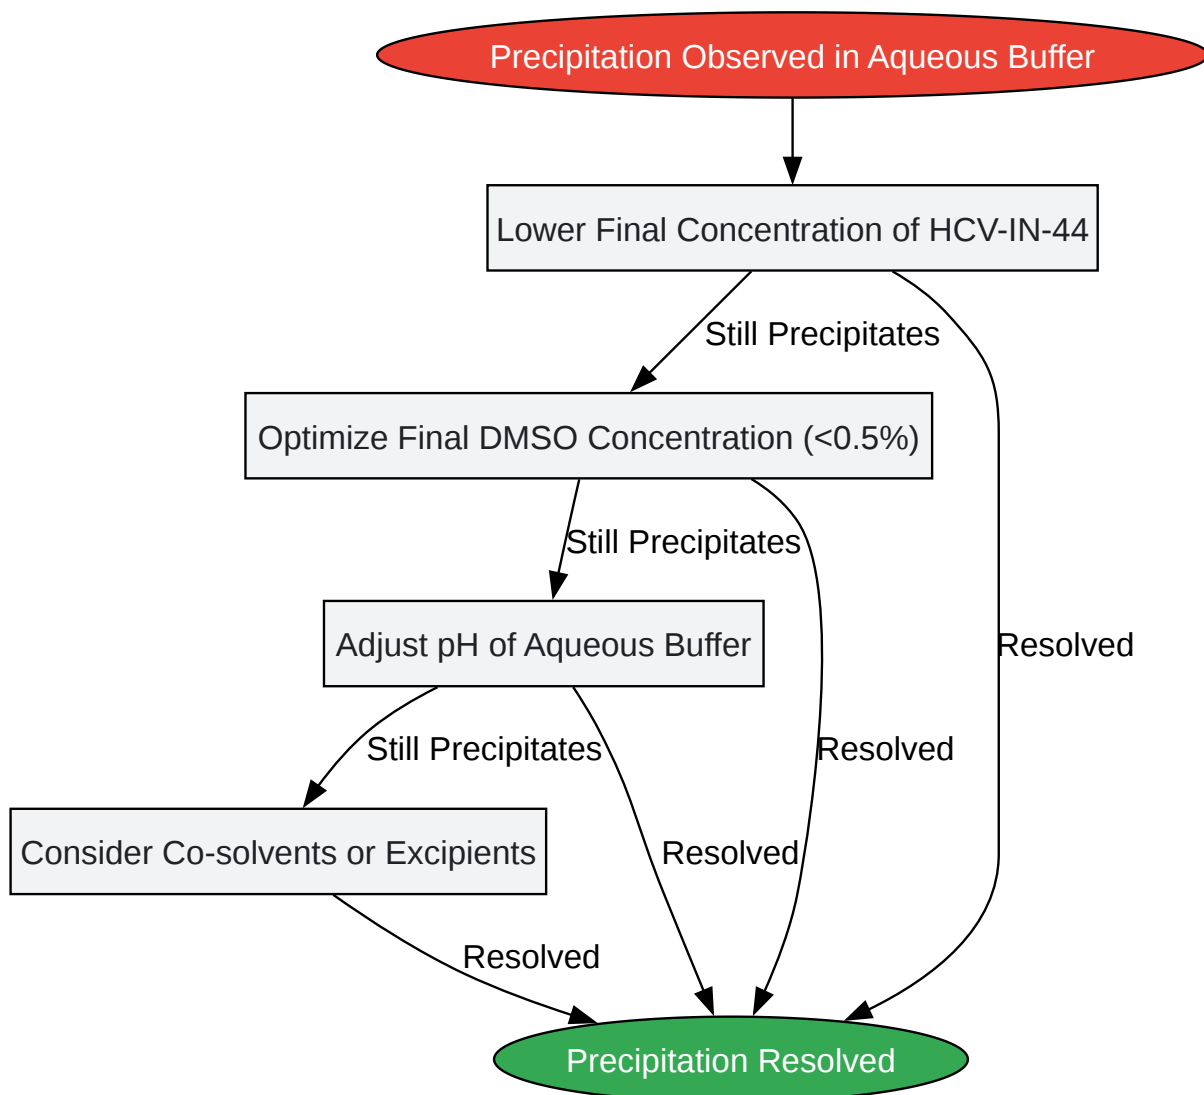 Precipitation Observed in Aqueous Buffer
Lower Final Concentration of HCV-IN-44
Still Precipitates
Optimize Final DMSO Concentration (<0.5%)
Still Precipitates
Adjust pH of Aqueous Buffer
Resolved
Still Precipitates
Resolved
Consider Co-solvents or Excipients
Resolved
Resolved
Precipitation Resolved